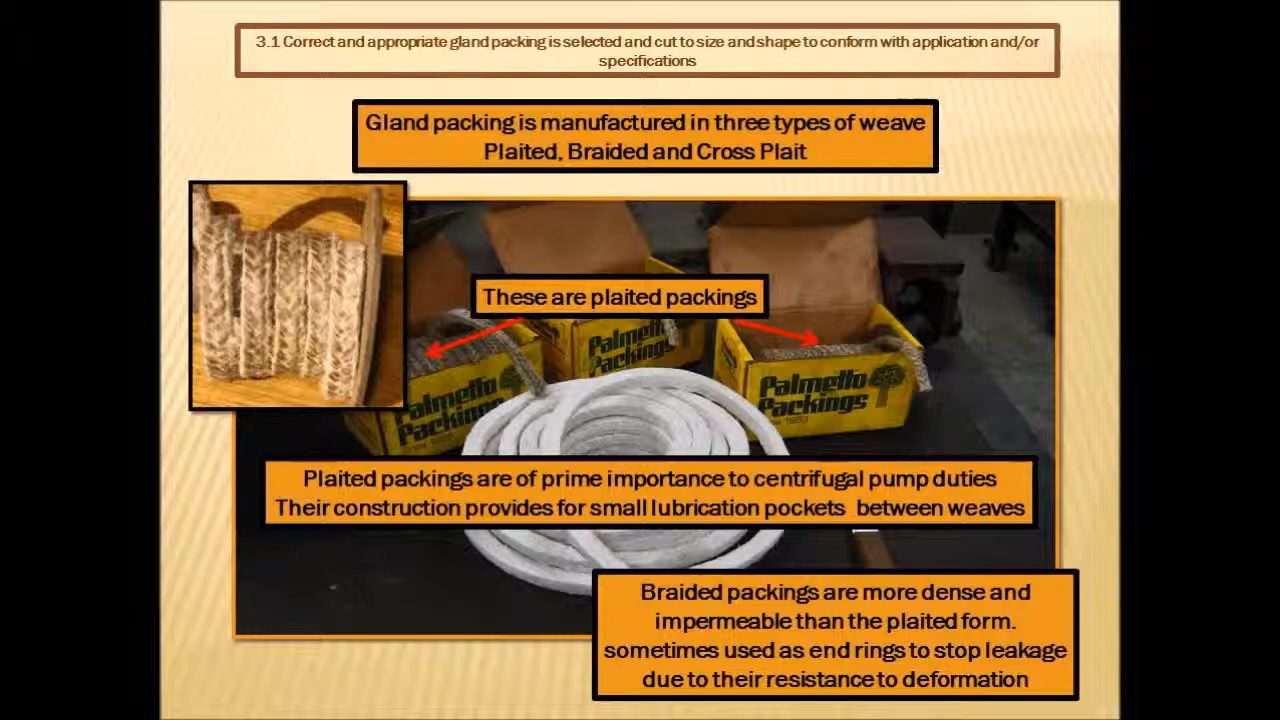 3.1 Correct and appropriate gland packing is selected and cut to size and shape to conform with application and/or
specifications
Gland packing is manufactured in three types of weave
Plaited, Braided and Cross Plait
These are plaited packings
Palmetto
Packings
Palmetto
Packings
Palmetto
Packings
Plaited packings are of prime importance to centrifugal pump duties
Their construction provides for small lubrication pockets between weaves
Braided packings are more dense and
impermeable than the plaited form.
sometimes used as end rings to stop leakage
due to their resistance to deformation